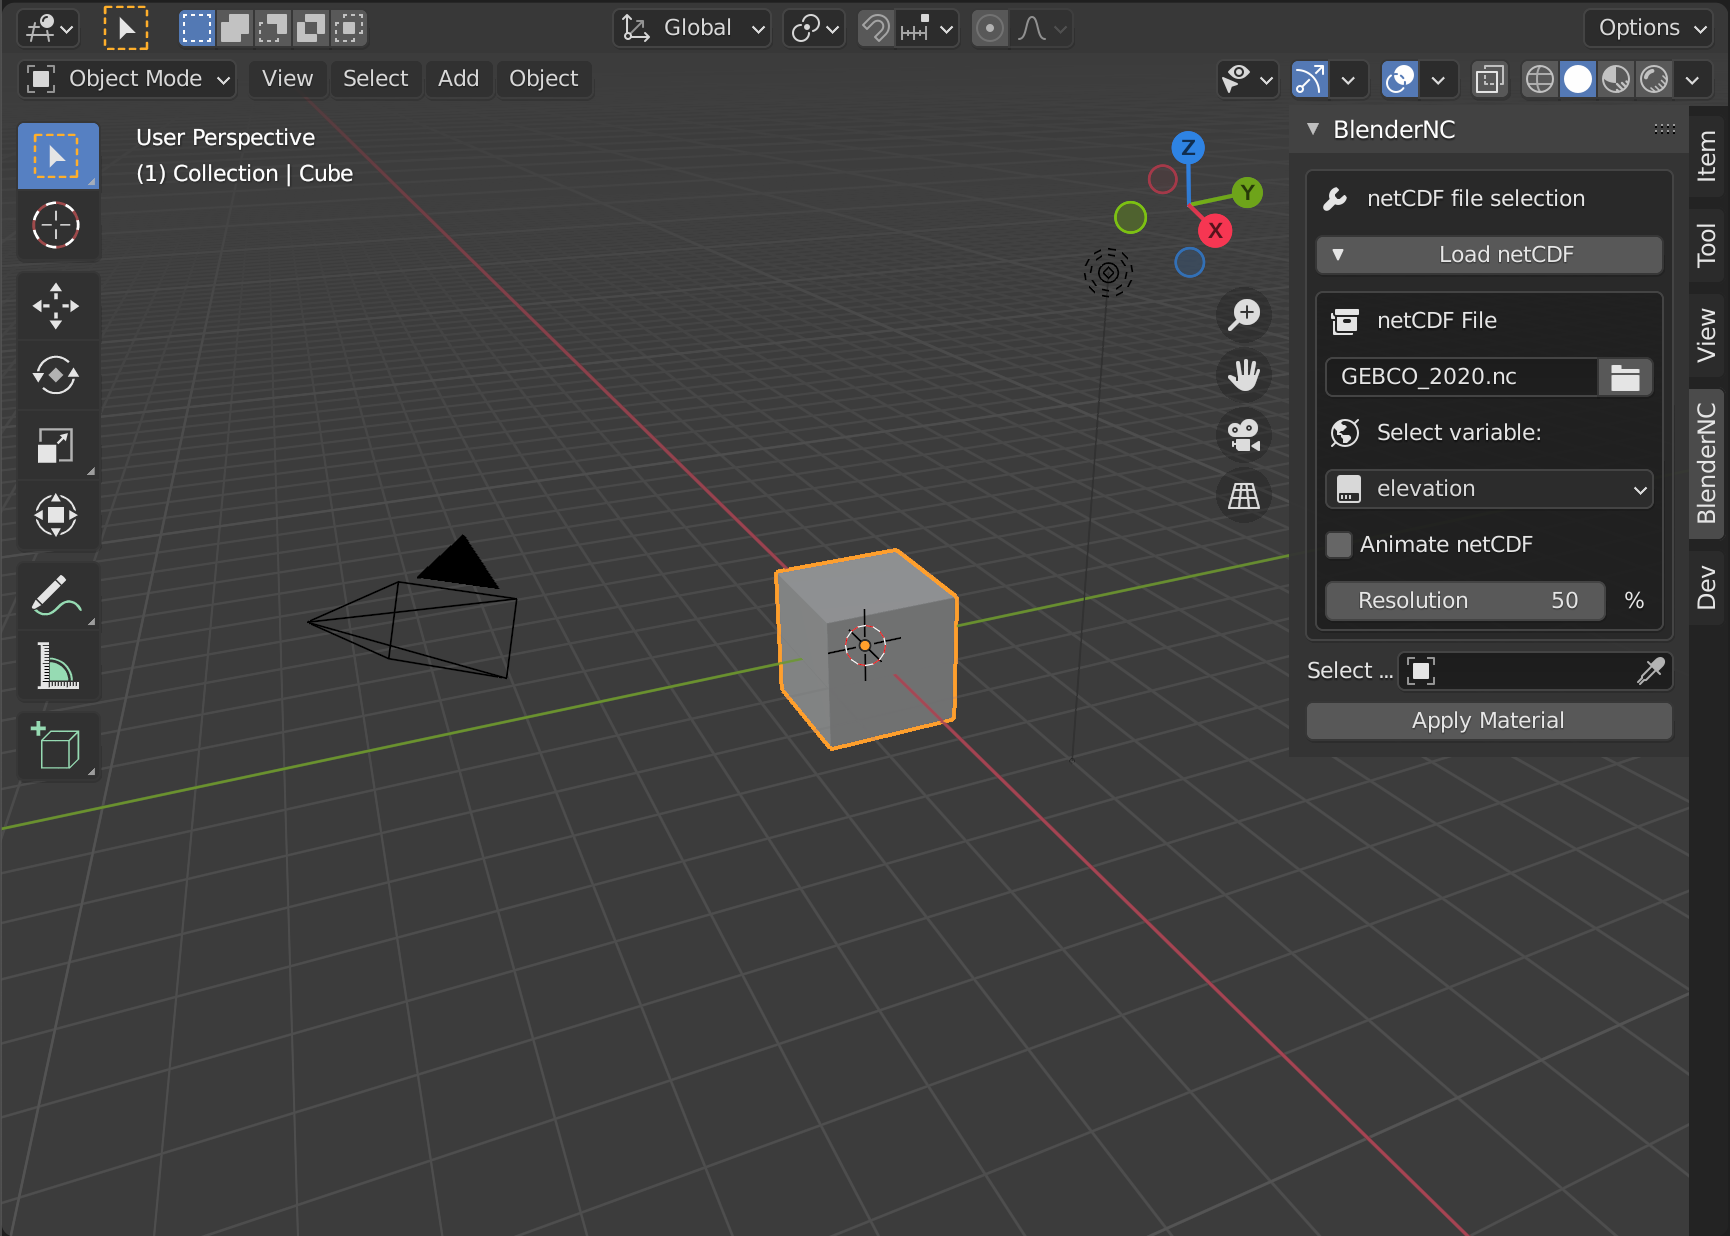 Global
Options
Object Mode
View
Select
Add
Object
User Perspective
(1) Collection | Cube
Z
Y
X
BlenderNC
netCDF file selection
Load netCDF
netCDF File
GEBCO_2020.nc
Select variable:
elevation
Animate netCDF
Resolution 50 %
Select ...
Apply Material
Item
Tool
View
BlenderNC
Dev